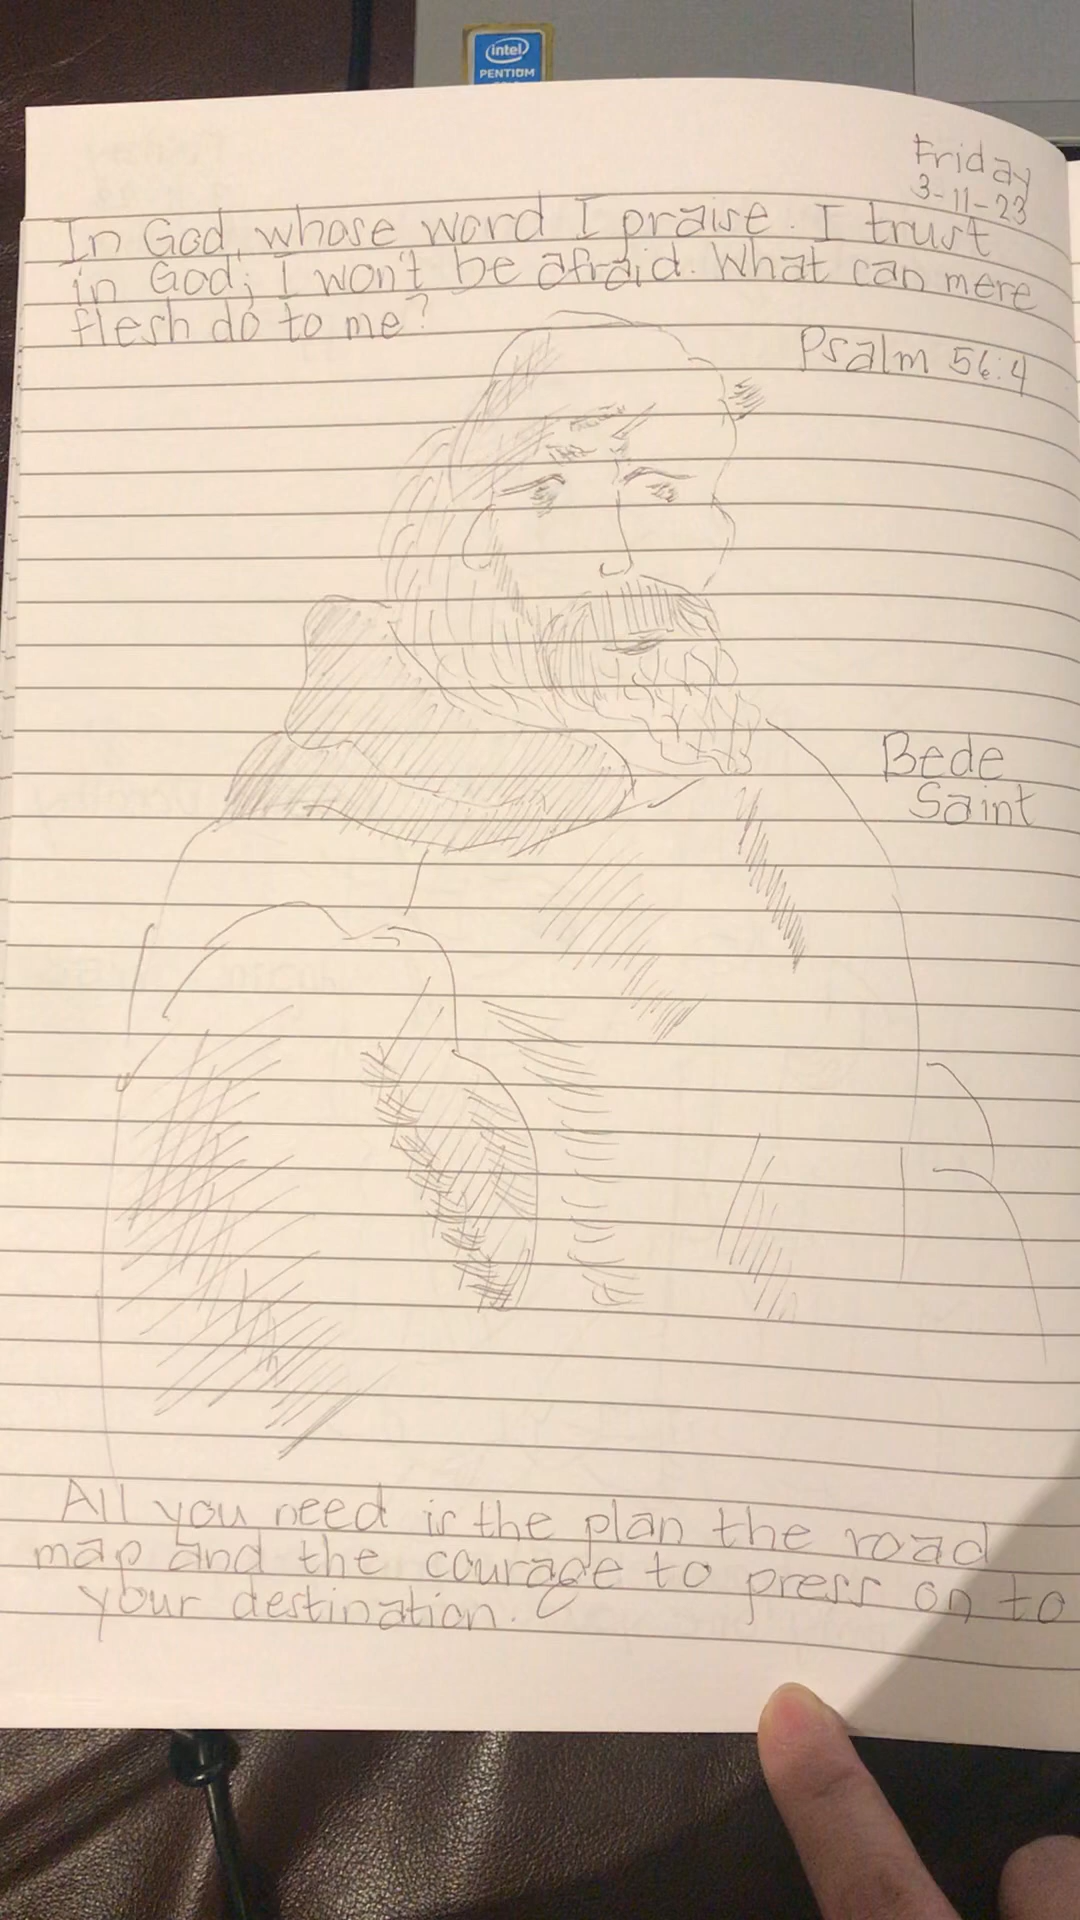 intel
PENTIUM
Friday
3-11-23
In God, whose word I praise. I trust
in God; I won't be afraid. What can mere
flesh do to me?
Psalm 56:4
Bede
Saint
All you need is the plan the road
map and the courage to press on to
your destination.